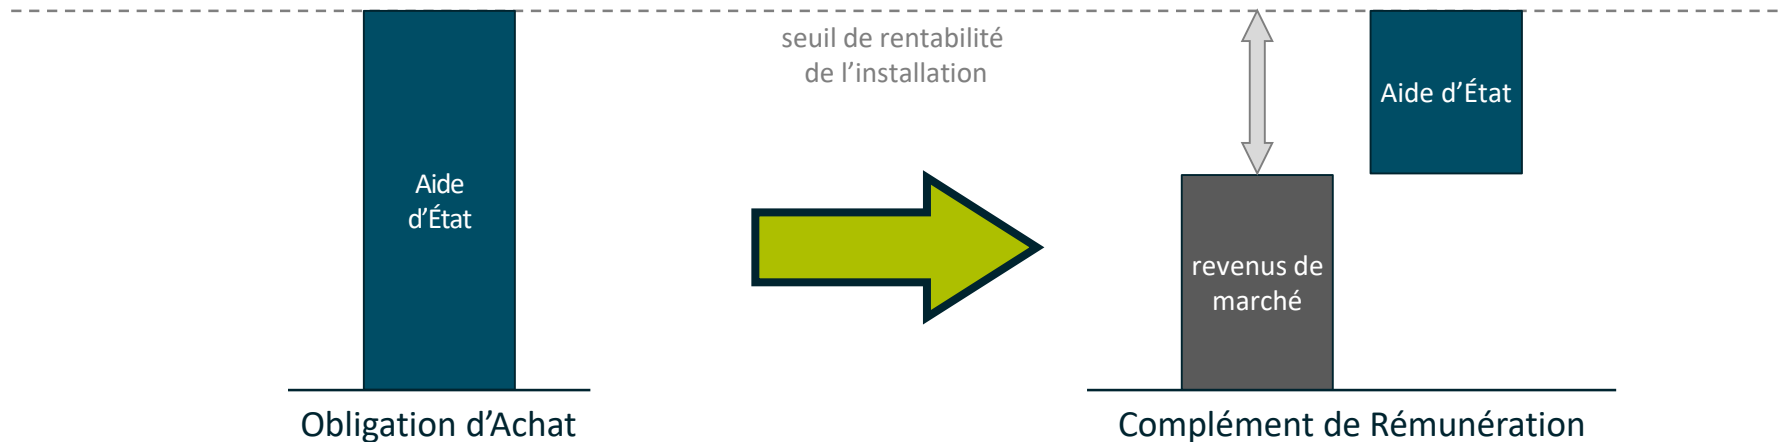 seuil de rentabilité
de l’installation
Aide d’État
Aide
d’État
revenus de
marché
Obligation d’Achat
Complément de Rémunération